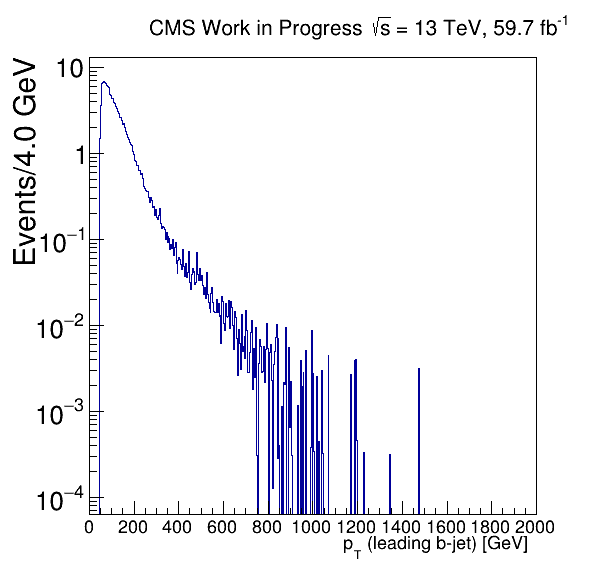 CMS Work in Progress √s = 13 TeV, 59.7 fb⁻¹
Events/4.0 GeV
10
1
10⁻¹
10⁻²
10⁻³
10⁻⁴
0 200 400 600 800 1000 1200 1400 1600 1800 2000
p_T (leading b-jet) [GeV]